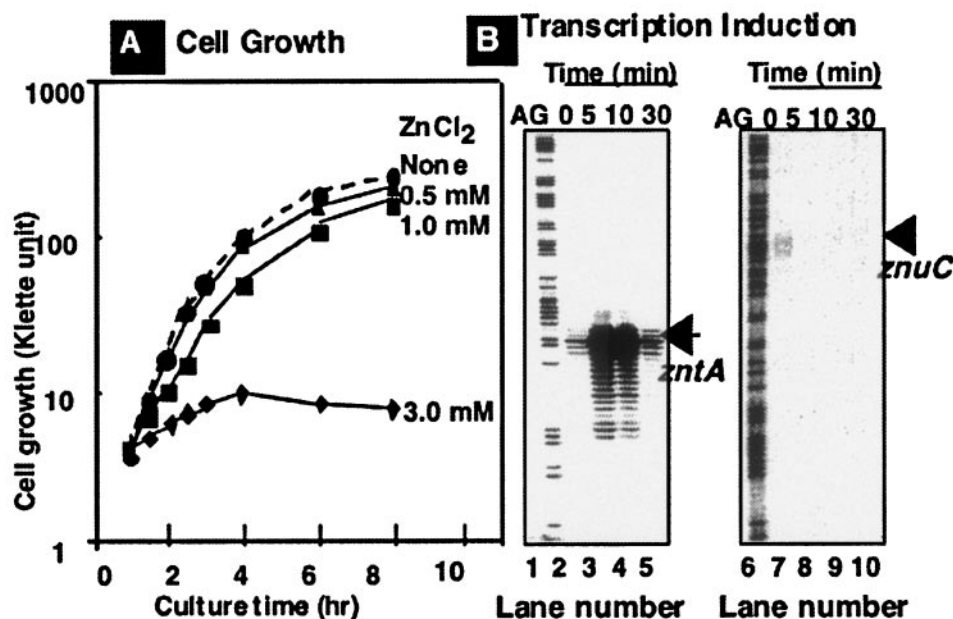 A Cell Growth
1000
100
10
1
Cell growth (Klette unit)
ZnCl2
None
0.5 mM
1.0 mM
3.0 mM
0 2 4 6 8 10
Culture time (hr)
B Transcription Induction
Time (min)
AG 0 5 10 30
zntA
1 2 3 4 5
Lane number
Time (min)
AG 0 5 10 30
znuC
6 7 8 9 10
Lane number